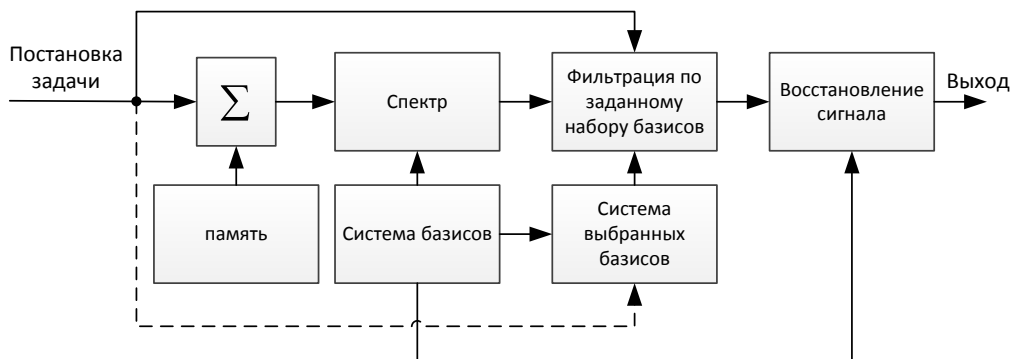 Постановка
задачи
∑
Спектр
Фильтрация по
заданному
набору базисов
Восстановление
сигнала
Выход
память
Система базисов
Система
выбранных
базисов